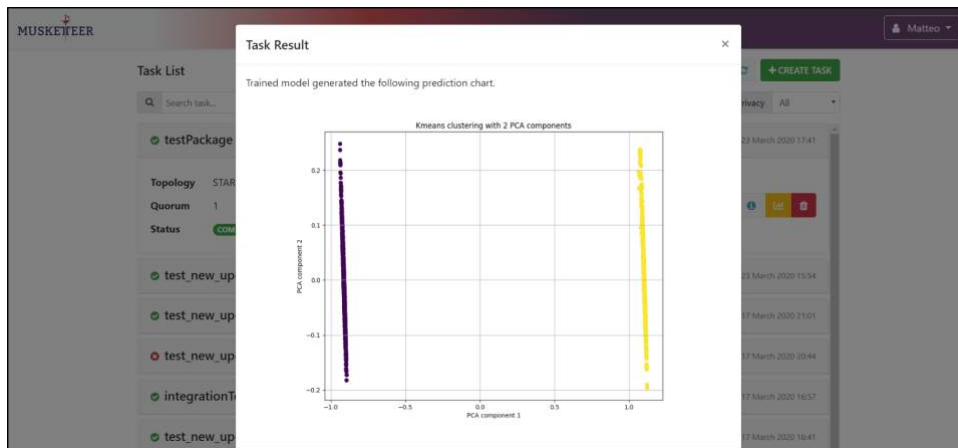 MUSKETEER
Matteo
Task Result
×
Task List
+ CREATE TASK
Trained model generated the following prediction chart.
Search task...
All
Kmeans clustering with 2 PCA components
testPackage
23 March 2020 17:41
Topology STAR
Quorum 1
Status
0.2
0.1
0.0
−0.1
−0.2
PCA component 2
−1.0 −0.5 0.0 0.5 1.0
PCA component 1
test_new_up
23 March 2020 15:54
test_new_up
17 March 2020 21:01
test_new_up
17 March 2020 20:44
17 March 2020 16:57
test_new_up
17 March 2020 16:41